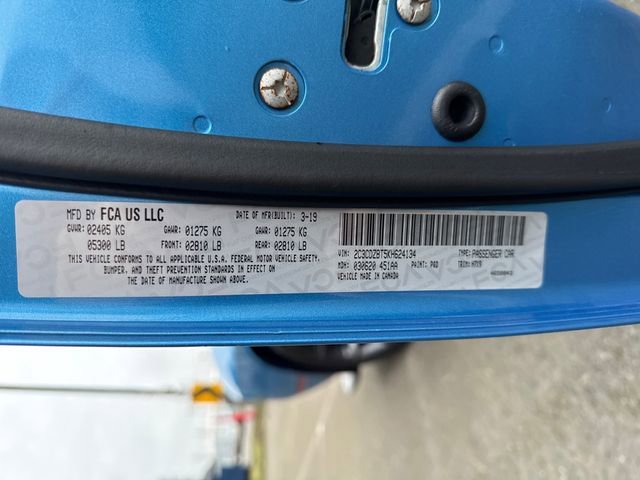 MFD BY FCA US LLC DATE OF MFR(BUILT): 3-19
GVWR: 02405 KG GAWR: 01275 KG GAWR: 01275 KG
05300 LB FRONT: 02810 LB REAR: 02810 LB
THIS VEHICLE CONFORMS TO ALL APPLICABLE U.S.A. FEDERAL MOTOR VEHICLE SAFETY,
BUMPER, AND THEFT PREVENTION STANDARDS IN EFFECT ON
THE DATE OF MANUFACTURE SHOWN ABOVE.
VIN: 2C3CDZBT5KH624134 TYPE: PASSENGER CAR
MDH: 030620 451AA PAINT: TRIM:
VEHICLE MADE IN CANADA